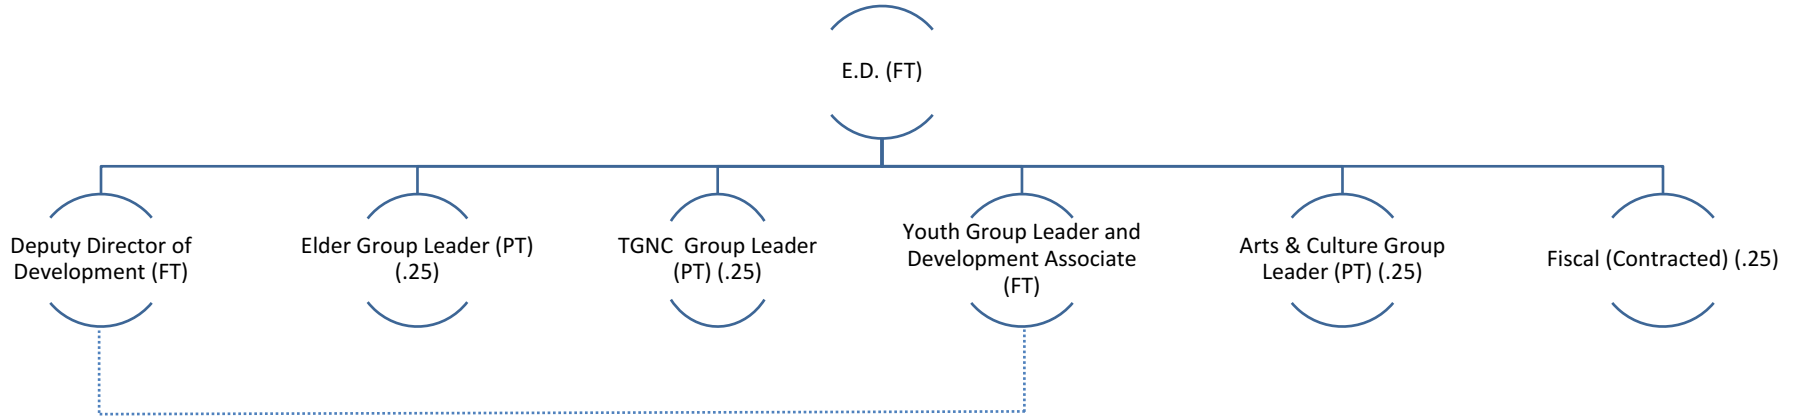 E.D. (FT)
Deputy Director of
Development (FT)
Elder Group Leader (PT)
(.25)
TGNC  Group Leader
(PT) (.25)
Youth Group Leader and
Development Associate
(FT)
Arts & Culture Group
Leader (PT) (.25)
Fiscal (Contracted) (.25)